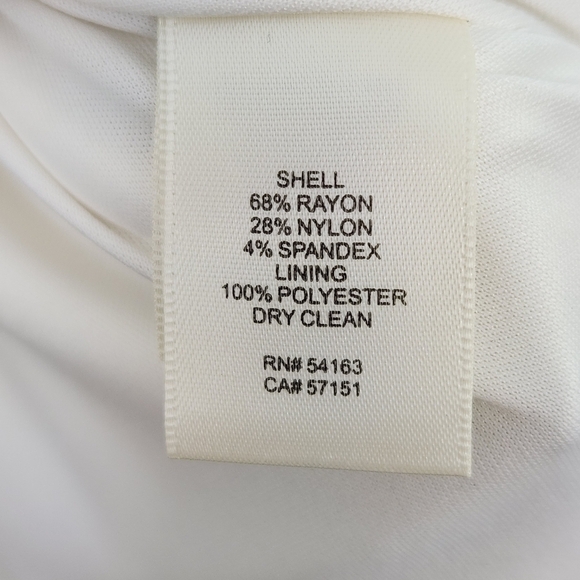 SHELL
68% RAYON
28% NYLON
4% SPANDEX
LINING
100% POLYESTER
DRY CLEAN
RN# 54163
CA# 57151